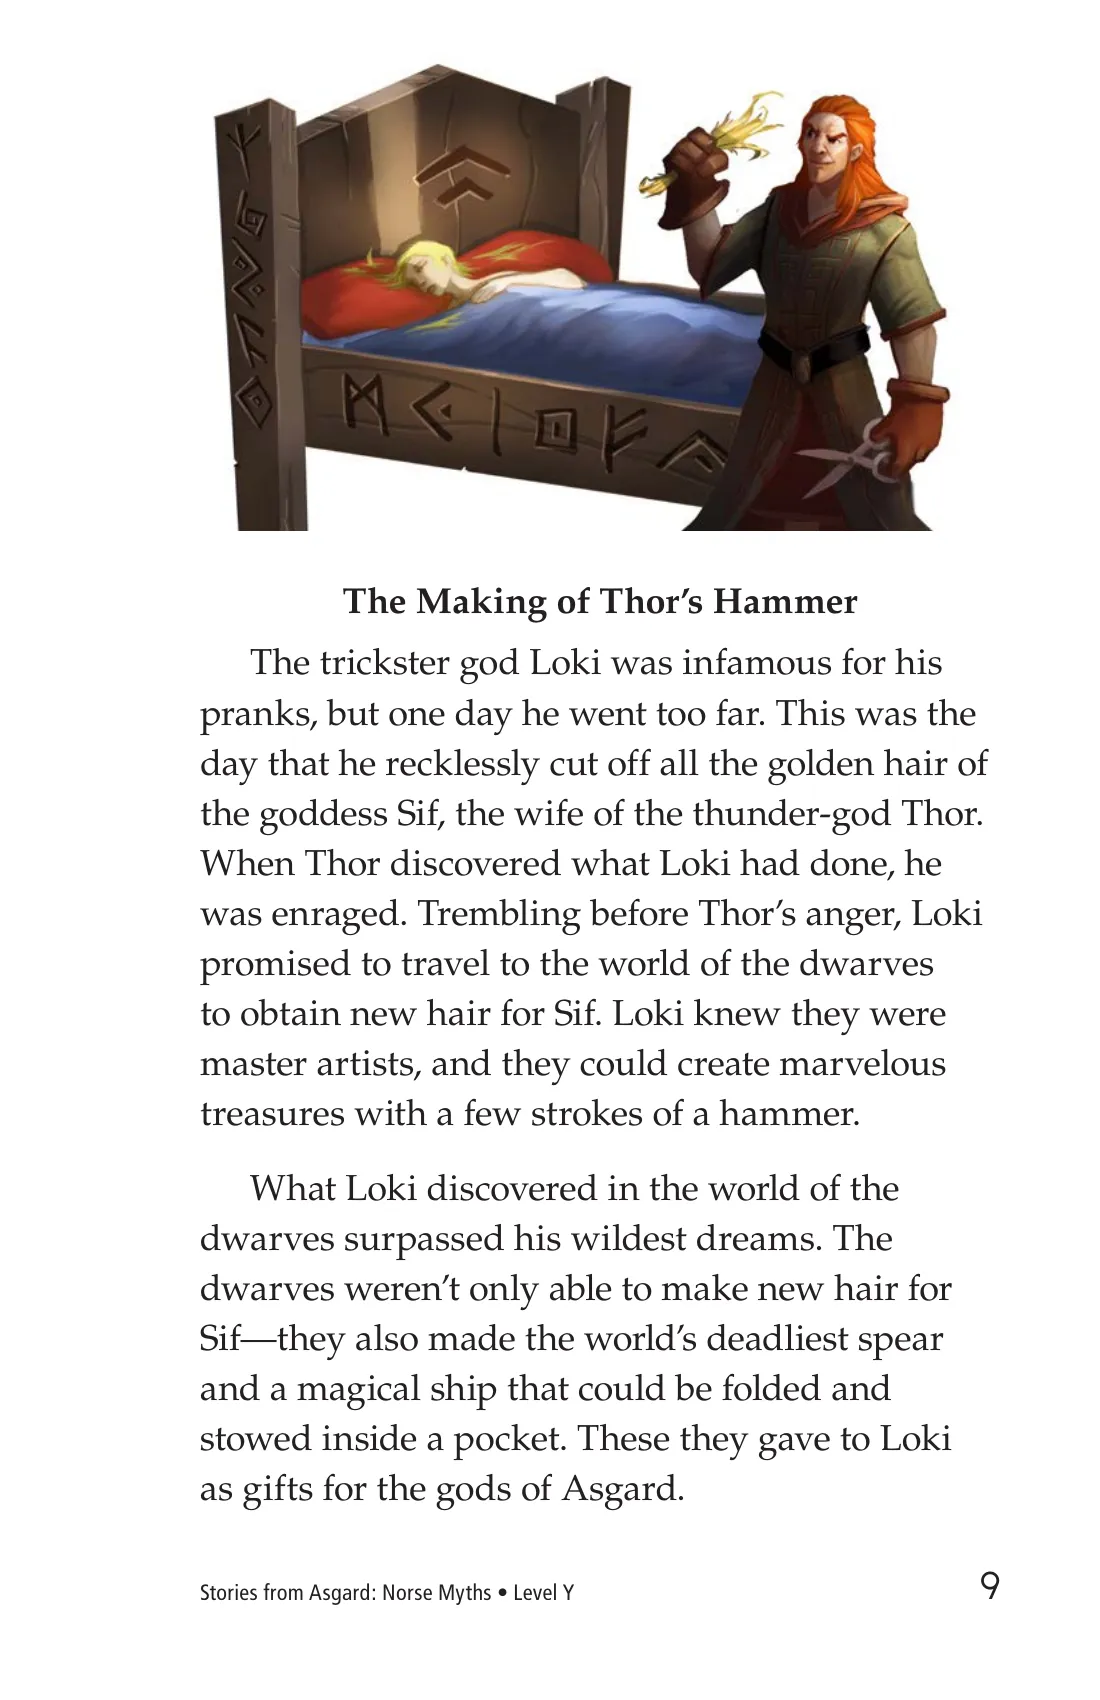 The Making of Thor’s Hammer
The trickster god Loki was infamous for his
pranks, but one day he went too far. This was the
day that he recklessly cut off all the golden hair of
the goddess Sif, the wife of the thunder-god Thor.
When Thor discovered what Loki had done, he
was enraged. Trembling before Thor’s anger, Loki
promised to travel to the world of the dwarves
to obtain new hair for Sif. Loki knew they were
master artists, and they could create marvelous
treasures with a few strokes of a hammer.
What Loki discovered in the world of the
dwarves surpassed his wildest dreams. The
dwarves weren’t only able to make new hair for
Sif—they also made the world’s deadliest spear
and a magical ship that could be folded and
stowed inside a pocket. These they gave to Loki
as gifts for the gods of Asgard.
Stories from Asgard: Norse Myths • Level Y
9